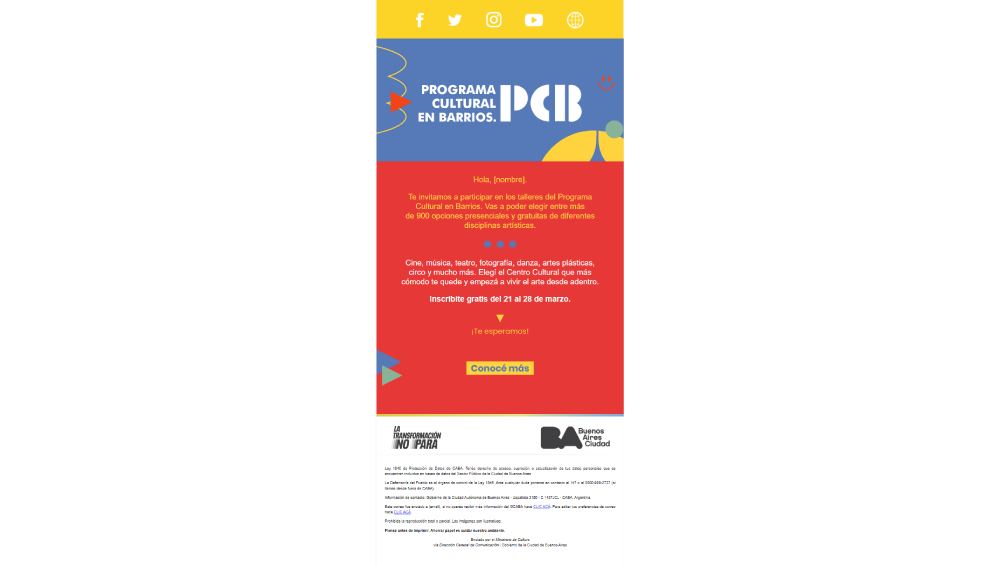 PROGRAMA
CULTURAL
EN BARRIOS.
PCB
Hola, [nombre],
Te invitamos a participar en los talleres del Programa
Cultural en Barrios. Vas a poder elegir entre más
de 900 opciones presenciales y gratuitas de diferentes
disciplinas artísticas.
Cine, música, teatro, fotografía, danza, artes plásticas,
circo y mucho más. Elegí el Centro Cultural que más
cómodo te quede y empezá a vivir el arte desde adentro.
Inscribite gratis del 21 al 28 de marzo.
¡Te esperamos!
Conocé más
LA
TRANSFORMACIÓN
NO PARA
BA
Buenos
Aires
Ciudad
Ley 1845 de Protección de Datos de CABA. Tenés derecho de acceso, supresión o actualización de tus datos personales que se
encuentren incluidos en bases de datos del Sector Público de la Ciudad de Buenos Aires.
La Defensoría del Pueblo es el órgano de control de la Ley 1845. Ante cualquier duda ponerse en contacto al 147 o al 0800-999-2727 (si
llamás desde fuera de CABA)
Información de contacto: Gobierno de la Ciudad Autónoma de Buenos Aires - Uspallata 3160 - C 1437JCL - CABA, Argentina.
Este correo fue enviado a {email}, si no querés recibir más información del GCABA hacé CLIC ACÁ. Para editar tus preferencias de correo
hacé CLIC ACÁ.
Prohibida la reproducción total o parcial. Las imágenes son ilustrativas.
Piense antes de imprimir. Ahorrar papel es cuidar nuestro ambiente.
Enviado por el Ministerio de Cultura
vía Dirección General de Comunicación | Gobierno de la Ciudad de Buenos Aires